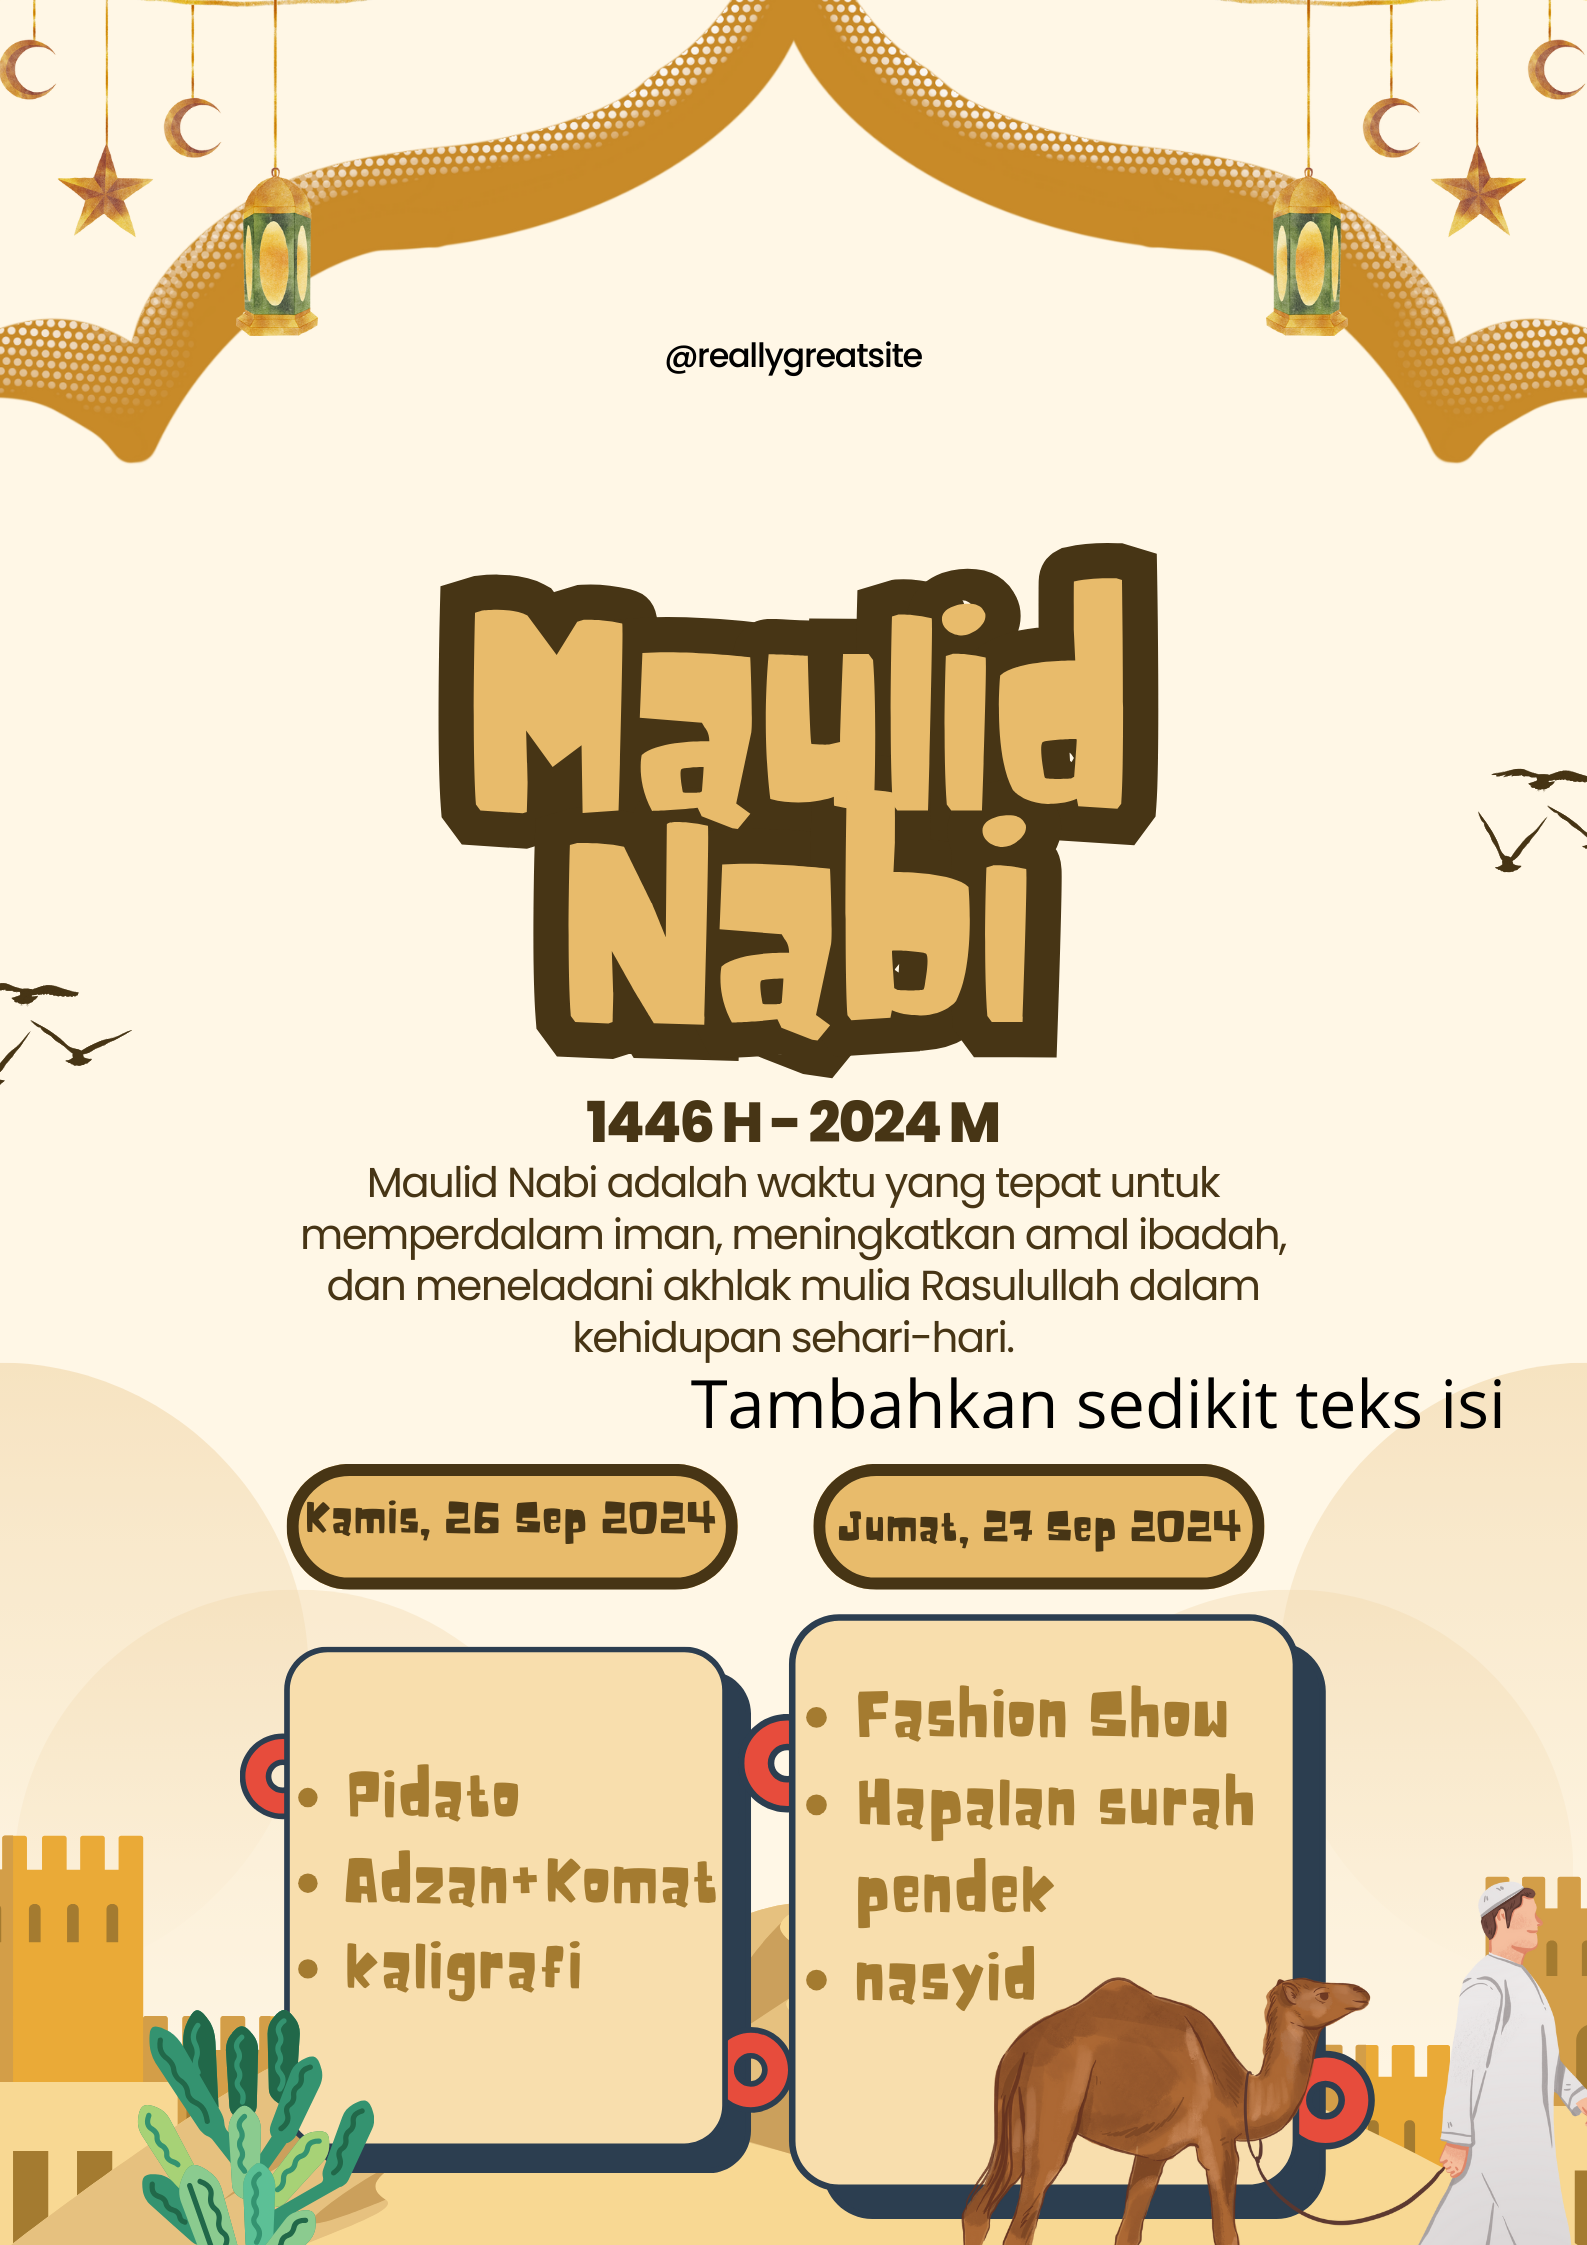 @reallygreatsite
Maulid
Nabi
1446 H - 2024 M
Maulid Nabi adalah waktu yang tepat untuk
memperdalam iman, meningkatkan amal ibadah,
dan meneladani akhlak mulia Rasulullah dalam
kehidupan sehari-hari.
Tambahkan sedikit teks isi
Kamis, 26 Sep 2024
• Pidato
• Adzan+Komat
• kaligrafi
Jumat, 27 Sep 2024
• Fashion Show
• Hapalan surah
pendek
• nasyid